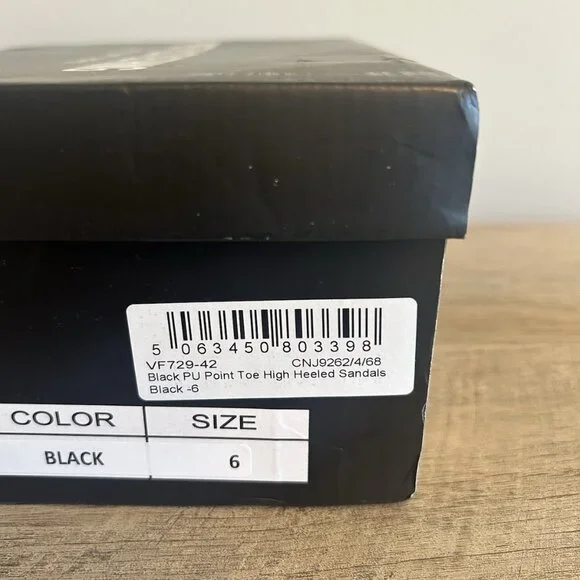 5 063450 803398
VF729-42 CNJ9262/4/68
Black PU Point Toe High Heeled Sandals
Black -6
COLOR SIZE
BLACK 6